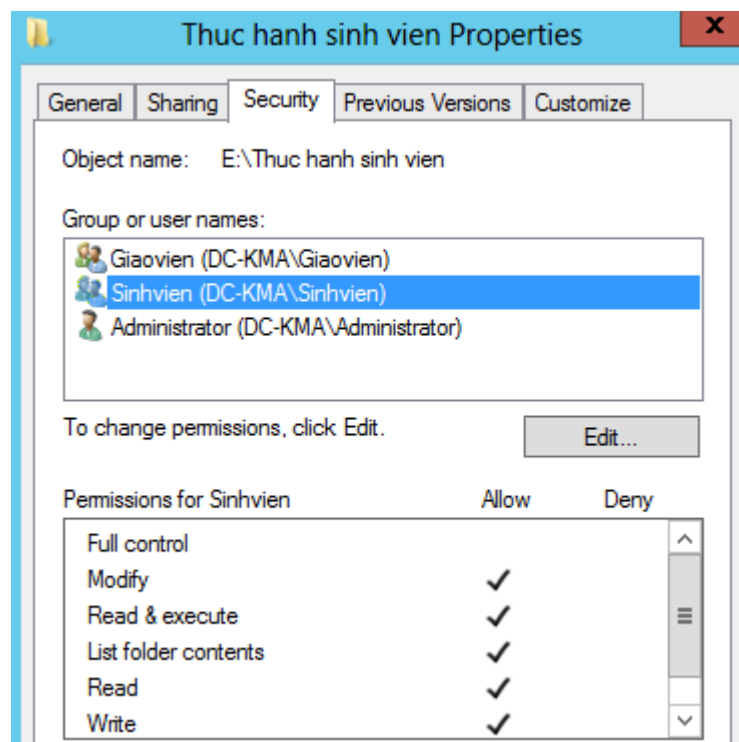 Thuc hanh sinh vien Properties
x
General Sharing Security Previous Versions Customize
Object name: E:\Thuc hanh sinh vien
Group or user names:
Giaovien (DC-KMA\Giaovien)
Sinhvien (DC-KMA\Sinhvien)
Administrator (DC-KMA\Administrator)
To change permissions, click Edit.
Edit...
Permissions for Sinhvien Allow Deny
Full control
Modify
Read & execute
List folder contents
Read
Write